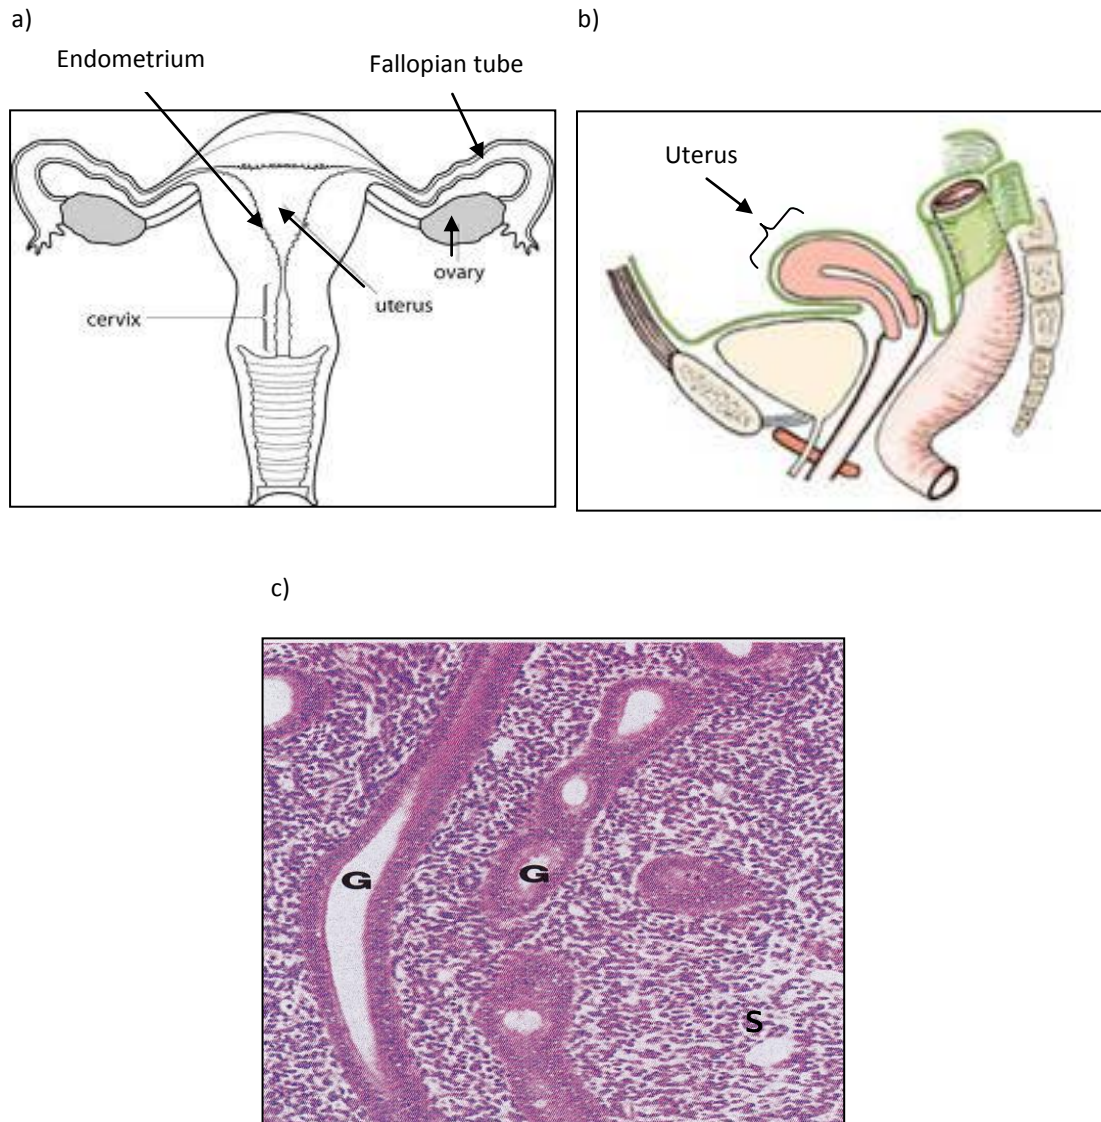 a)
b)
Endometrium
Fallopian tube
ovary
uterus
cervix
Uterus
c)
G
G
S